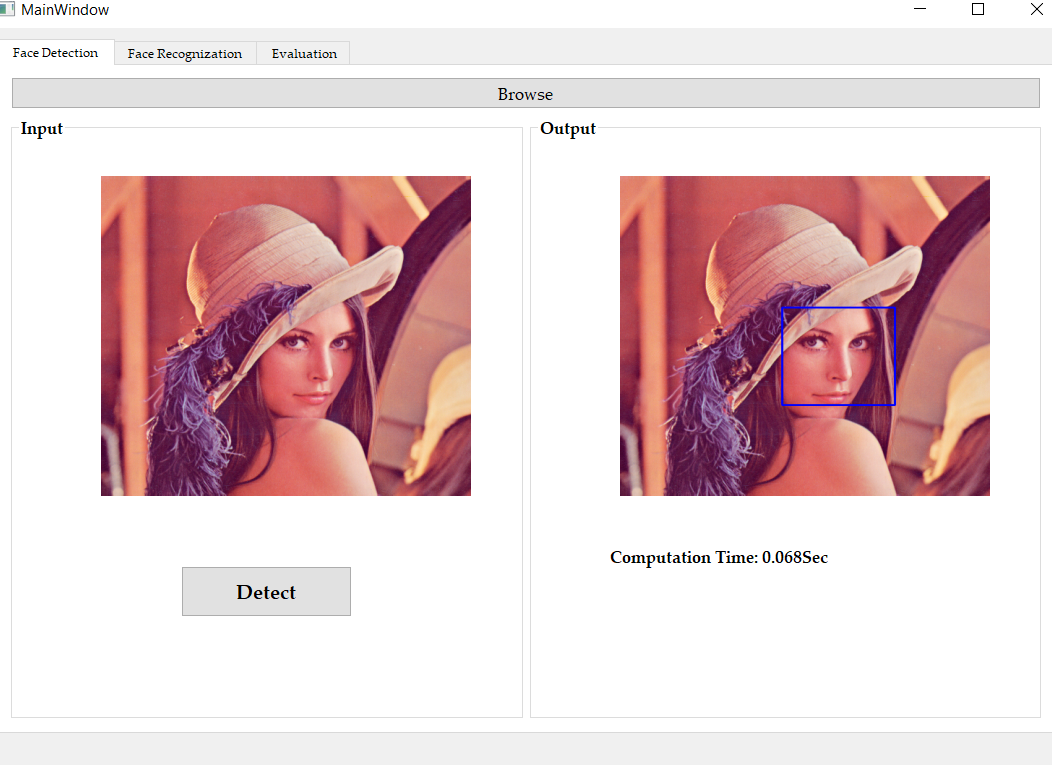 MainWindow
Face Detection
Face Recognization
Evaluation
Browse
Input
Output
Computation Time: 0.068Sec
Detect